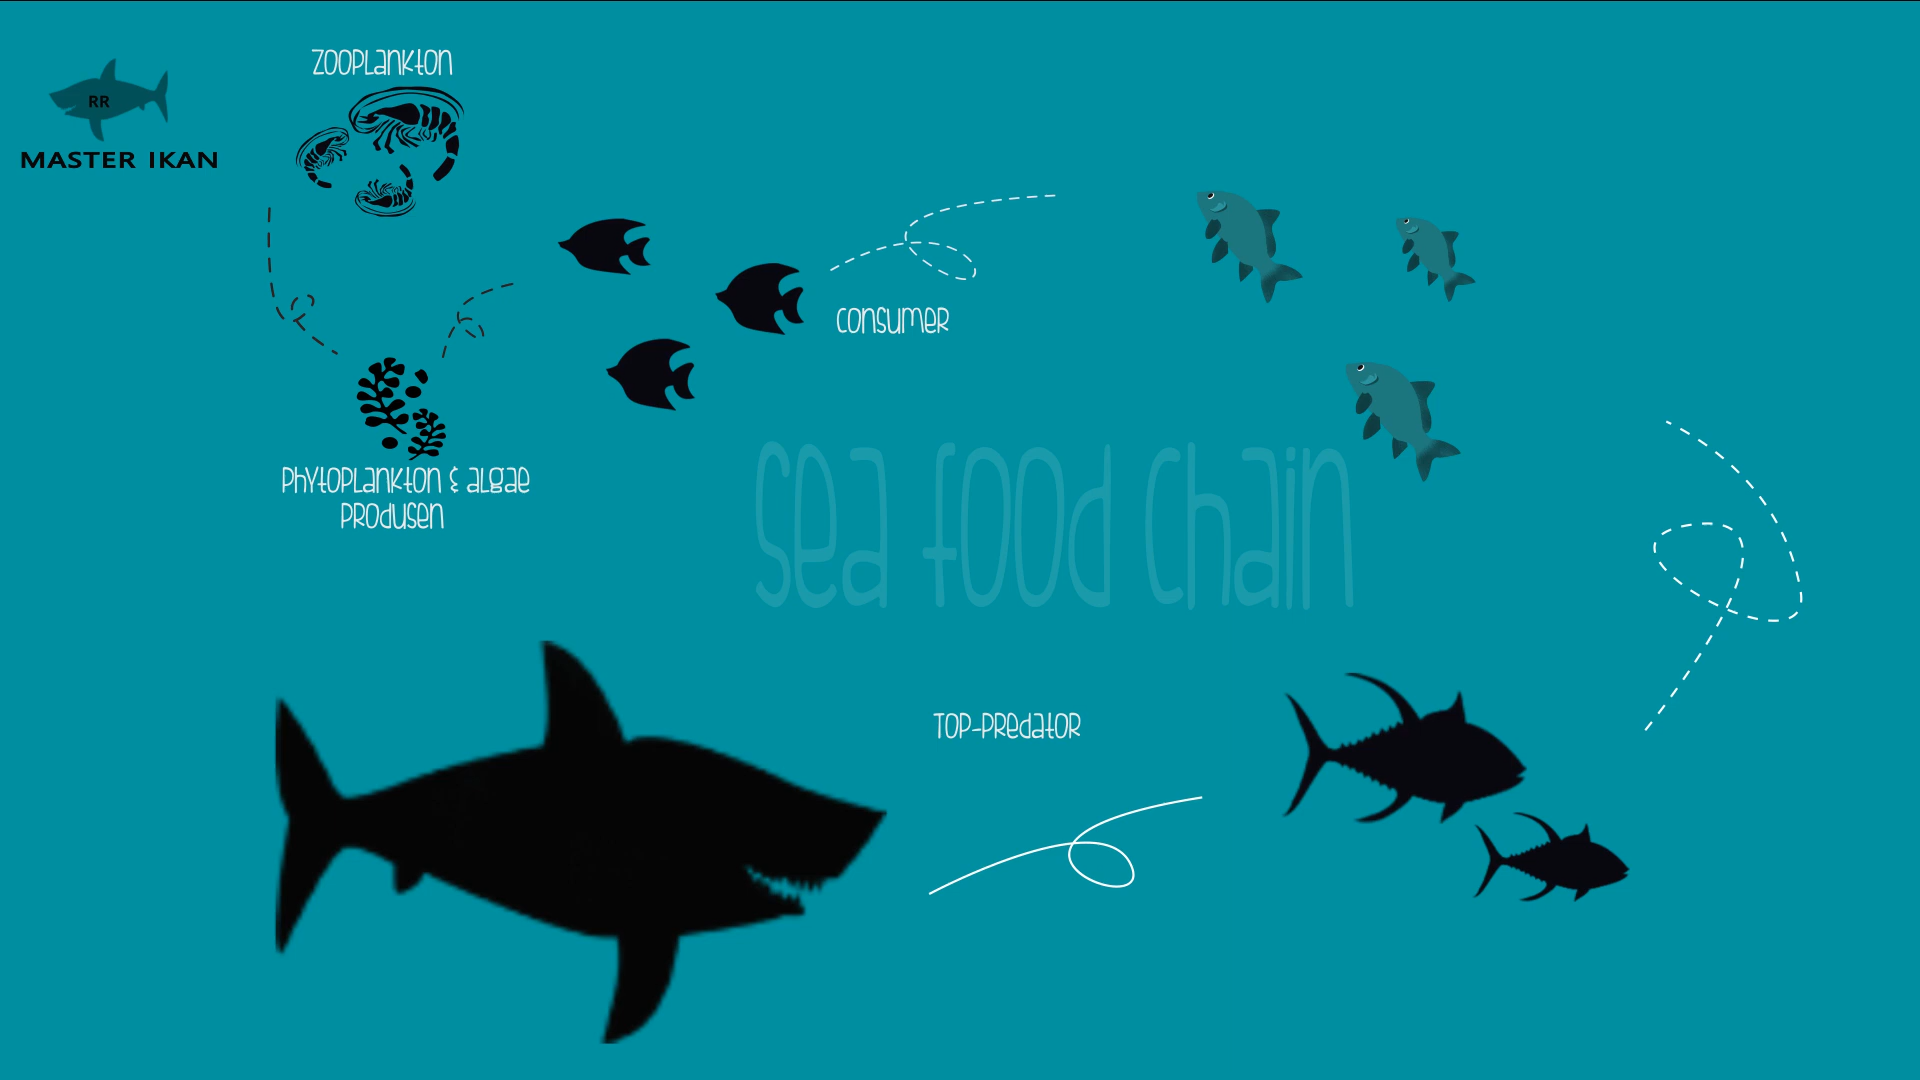 RR
MASTER IKAN
Zooplankton
Consumer
Phytoplankton & algae
Produsen
Sea food chain
Top-predator